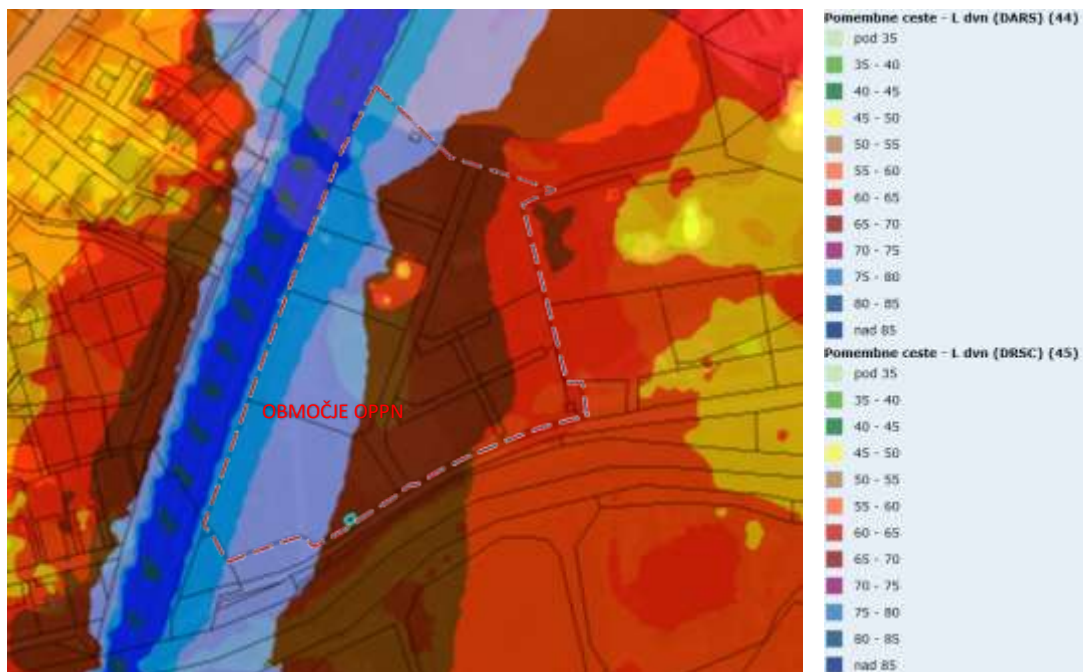 Pomembne ceste - L dvn (DARS) (44)
pod 35
35 - 40
40 - 45
45 - 50
50 - 55
55 - 60
60 - 65
65 - 70
70 - 75
75 - 80
80 - 85
nad 85
Pomembne ceste - L dvn (DRSC) (45)
pod 35
35 - 40
40 - 45
45 - 50
50 - 55
55 - 60
60 - 65
65 - 70
70 - 75
75 - 80
80 - 85
nad 85
OBMOČJE OPPN